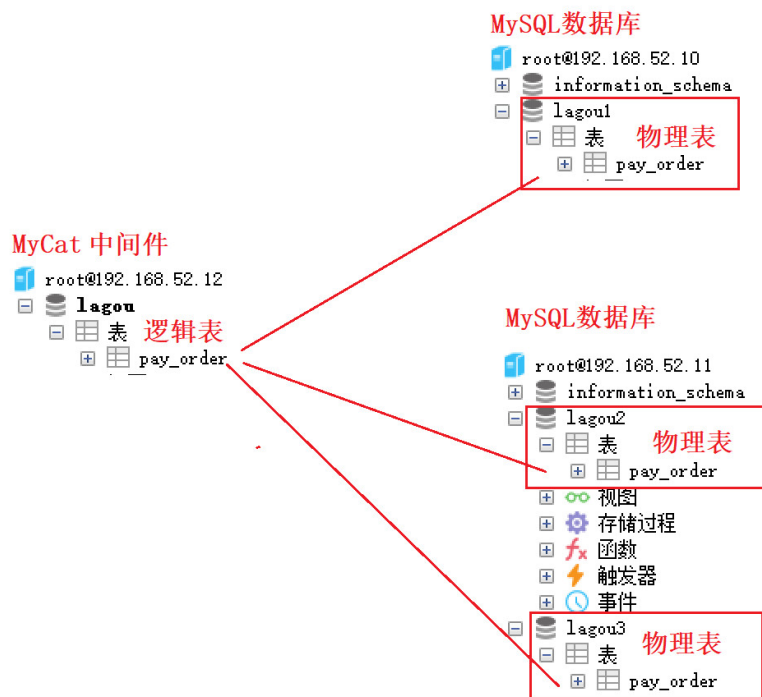 MySQL数据库
root@192.168.52.10
information_schema
lagou1
表 物理表
pay_order
MyCat 中间件
root@192.168.52.12
lagou
表 逻辑表
pay_order
MySQL数据库
root@192.168.52.11
information_schema
lagou2
表 物理表
pay_order
视图
存储过程
fx 函数
触发器
事件
lagou3
表 物理表
pay_order